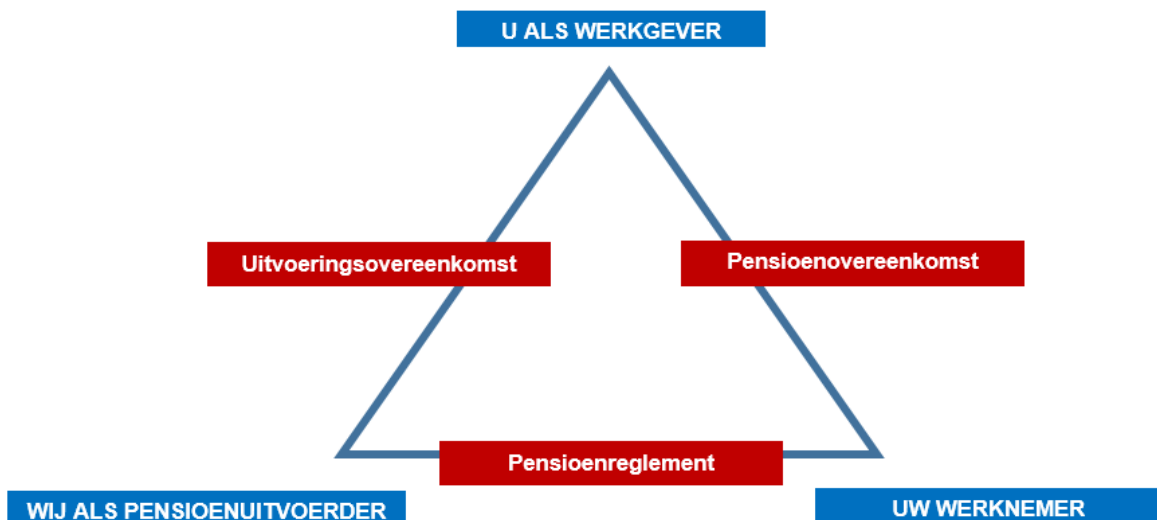 U ALS WERKGEVER
Uitvoeringsovereenkomst
Pensioenovereenkomst
Pensioenreglement
WIJ ALS PENSIOENUITVOERDER
UW WERKNEMER